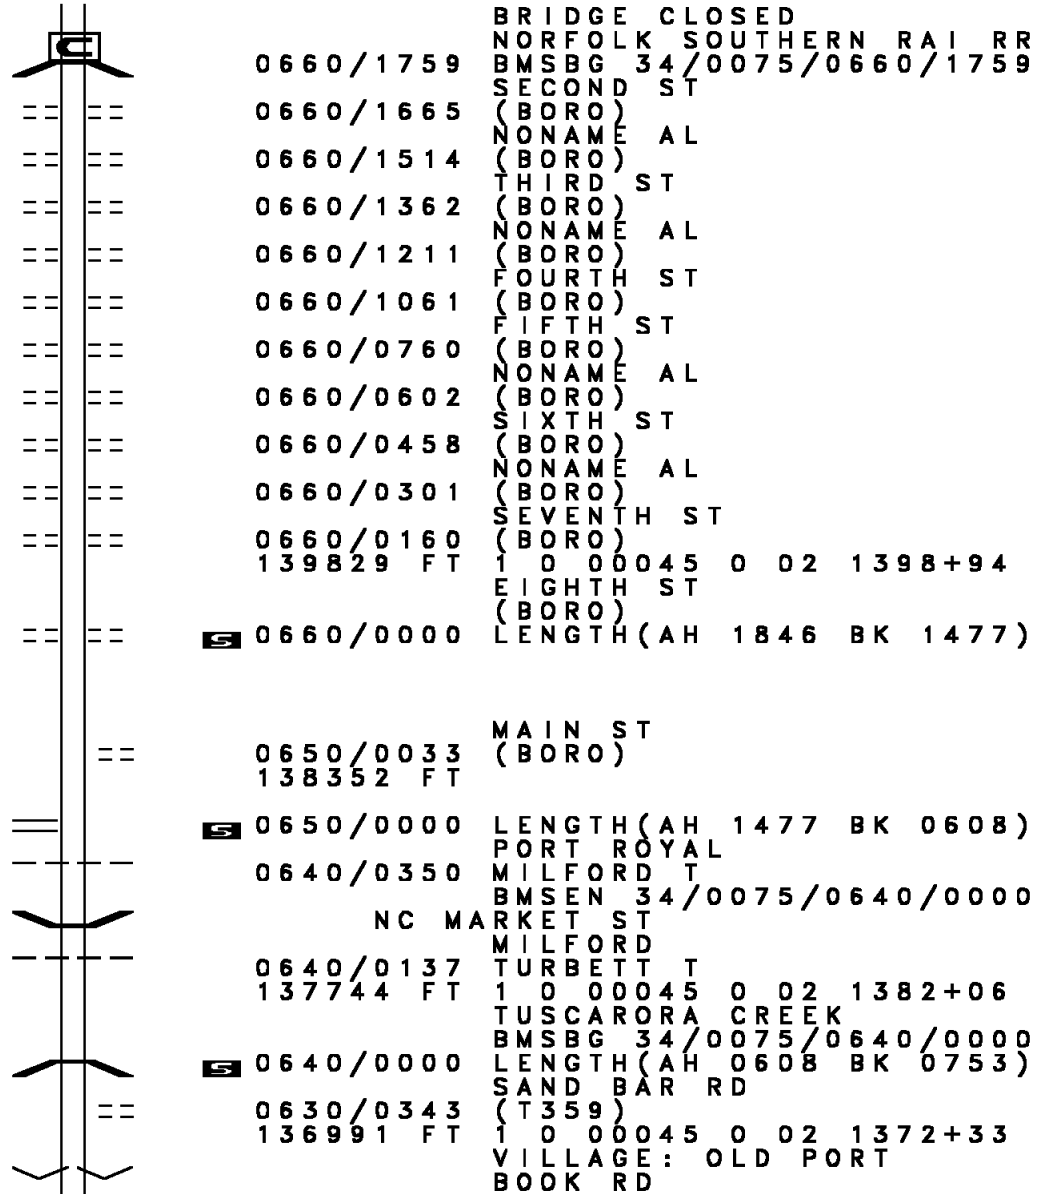 BRIDGE CLOSED
C NORFOLK SOUTHERN RAI RR
0660/1759 BMSBG 34/0075/0660/1759
SECOND ST
0660/1665 (BORO)
NONAME AL
0660/1514 (BORO)
THIRD ST
0660/1362 (BORO)
NONAME AL
0660/1211 (BORO)
FOURTH ST
0660/1061 (BORO)
FIFTH ST
0660/0760 (BORO)
NONAME AL
0660/0602 (BORO)
SIXTH ST
0660/0458 (BORO)
NONAME AL
0660/0301 (BORO)
SEVENTH ST
0660/0160 (BORO)
139829 FT 1 0 00045 0 02 1398+94
EIGHTH ST
(BORO)
S 0660/0000 LENGTH(AH 1846 BK 1477)
MAIN ST
0650/0033 (BORO)
138352 FT
S 0650/0000 LENGTH(AH 1477 BK 0608)
PORT ROYAL
0640/0350 MILFORD T
BMSEN 34/0075/0640/0000
NC MARKET ST
MILFORD
0640/0137 TURBETT T
137744 FT 1 0 00045 0 02 1382+06
TUSCARORA CREEK
BMSBG 34/0075/0640/0000
S 0640/0000 LENGTH(AH 0608 BK 0753)
SAND BAR RD
0630/0343 (T359)
136991 FT 1 0 00045 0 02 1372+33
VILLAGE: OLD PORT
BOOK RD